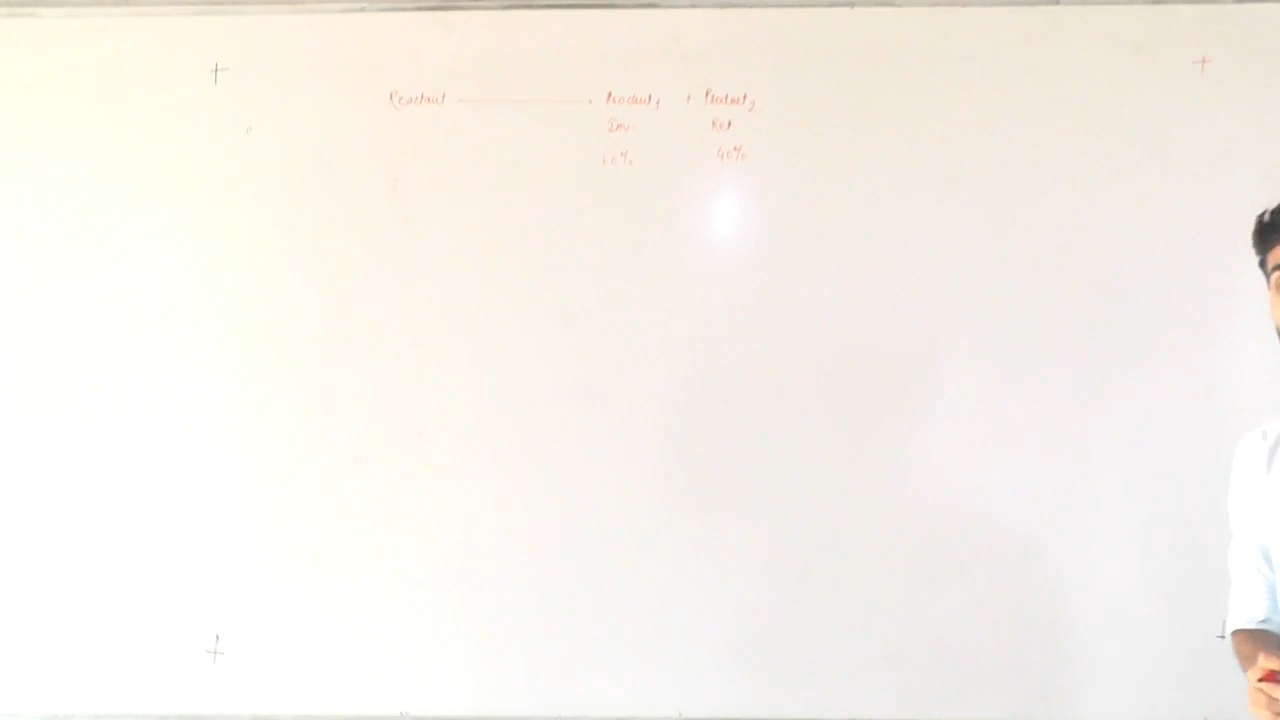 Reactant → Product₁ + Product₂
Inv. Ret
60% 40%